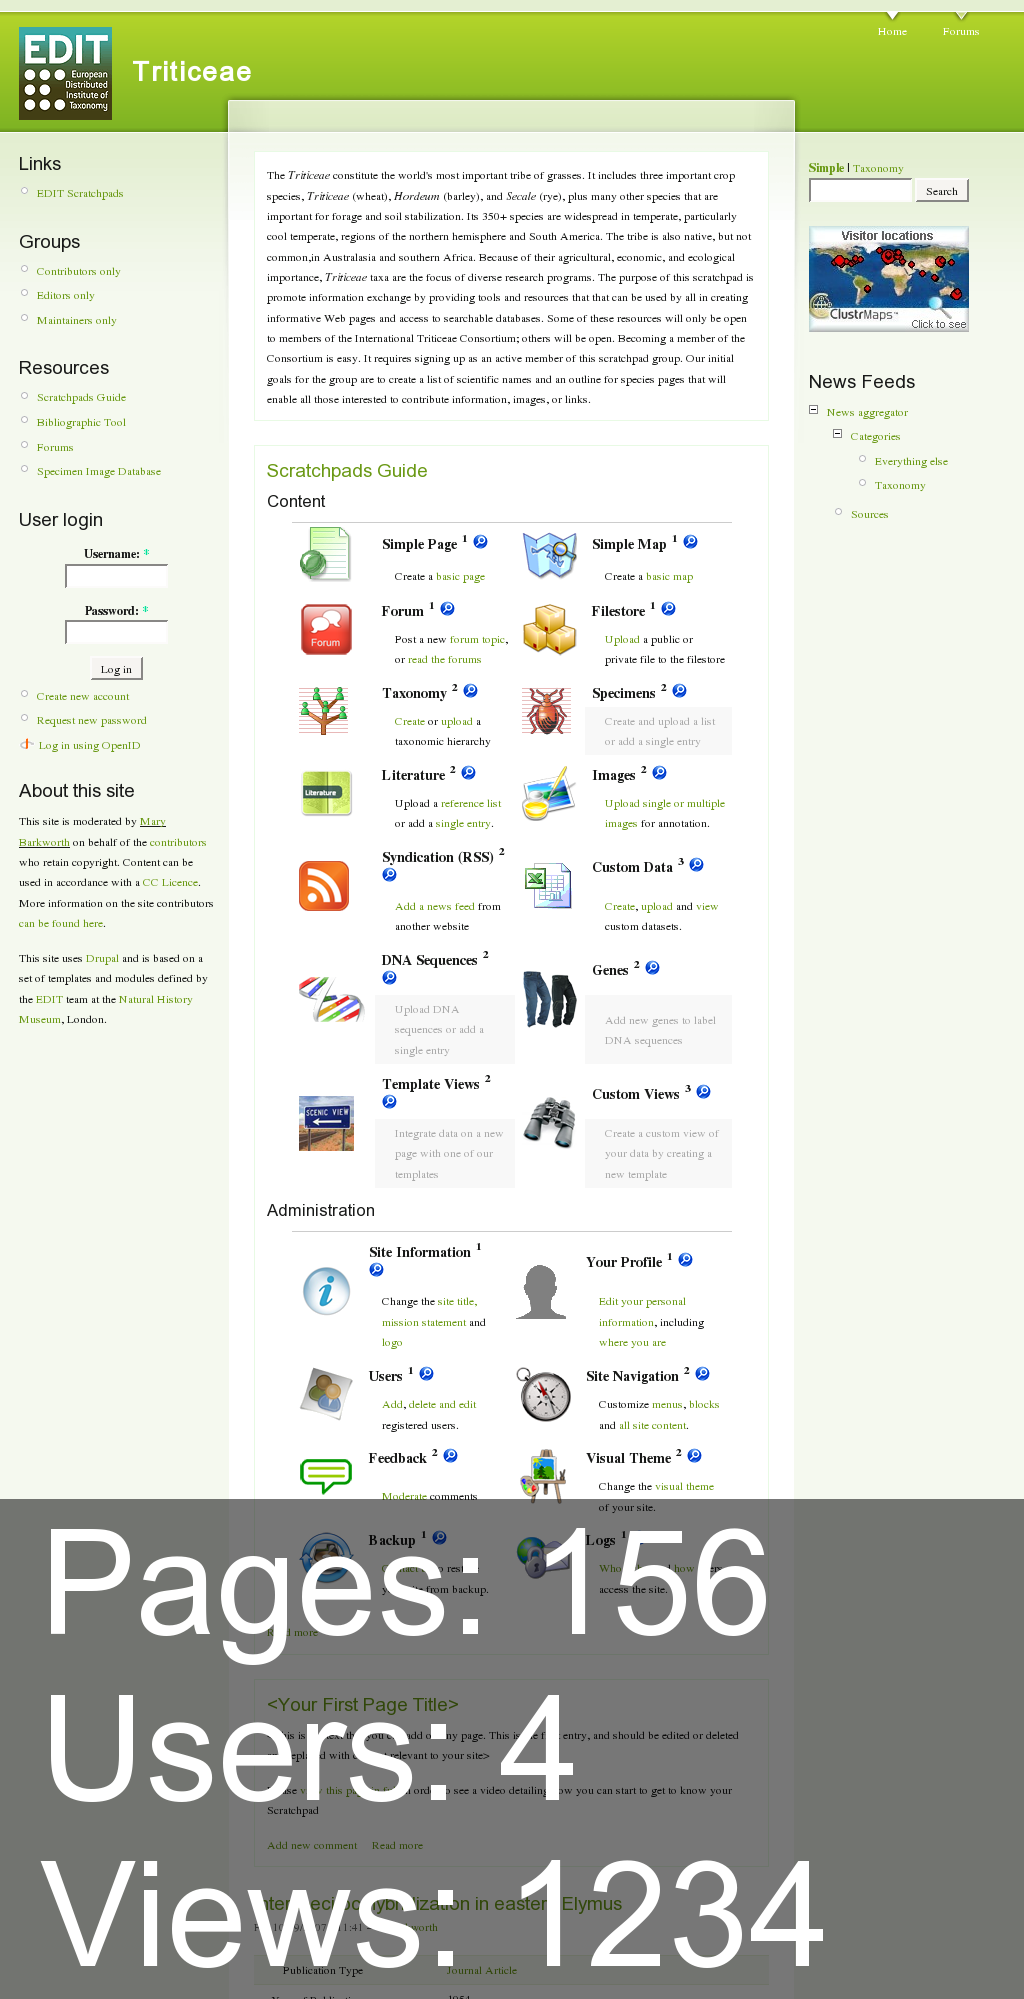 Home
Forums
EDIT
European
Distributed
Institute of
Taxonomy
Triticeae
Links
EDIT Scratchpads
Groups
Contributors only
Editors only
Maintainers only
Resources
Scratchpads Guide
Bibliographic Tool
Forums
Specimen Image Database
User login
Username: *
Password: *
Log in
Create new account
Request new password
Log in using OpenID
About this site
This site is moderated by Mary
Barkworth on behalf of the contributors
who retain copyright. Content can be
used in accordance with a CC Licence.
More information on the site contributors
can be found here.
This site uses Drupal and is based on a
set of templates and modules defined by
the EDIT team at the Natural History
Museum, London.
The Triticeae constitute the world's most important tribe of grasses. It includes three important crop
species, Triticeae (wheat), Hordeum (barley), and Secale (rye), plus many other species that are
important for forage and soil stabilization. Its 350+ species are widespread in temperate, particularly
cool temperate, regions of the northern hemisphere and South America. The tribe is also native, but not
common,in Australasia and southern Africa. Because of their agricultural, economic, and ecological
importance, Triticeae taxa are the focus of diverse research programs. The purpose of this scratchpad is
promote information exchange by providing tools and resources that that can be used by all in creating
informative Web pages and access to searchable databases. Some of these resources will only be open
to members of the International Triticeae Consortium; others will be open. Becoming a member of the
Consortium is easy. It requires signing up as an active member of this scratchpad group. Our initial
goals for the group are to create a list of scientific names and an outline for species pages that will
enable all those interested to contribute information, images, or links.
Scratchpads Guide
Content
Simple Page 1
Create a basic page
Simple Map 1
Create a basic map
Forum
Forum 1
Post a new forum topic,
or read the forums
Filestore 1
Upload a public or
private file to the filestore
Taxonomy 2
Create or upload a
taxonomic hierarchy
Specimens 2
Create and upload a list
or add a single entry
Literature
Literature 2
Upload a reference list
or add a single entry.
Images 2
Upload single or multiple
images for annotation.
Syndication (RSS) 2
Add a news feed from
another website
Custom Data 3
Create, upload and view
custom datasets.
DNA Sequences 2
Upload DNA
sequences or add a
single entry
Genes 2
Add new genes to label
DNA sequences
SCENIC VIEW
Template Views 2
Integrate data on a new
page with one of our
templates
Custom Views 3
Create a custom view of
your data by creating a
new template
Administration
Site Information 1
Change the site title,
mission statement and
logo
Your Profile 1
Edit your personal
information, including
where you are
Users 1
Add, delete and edit
registered users.
Site Navigation 2
Customize menus, blocks
and all site content.
Feedback 2
Moderate comments
Visual Theme 2
Change the visual theme
of your site.
Backup 1
site from backup.
Logs 1
access the site.
more
<Your First Page Title>
any page. This is entry, and should be edited or deleted
with relevant to your site>
this page in order to see a video detailing how you can start to get to know your
Scratchpad
Add new comment
Read more
hybridization in eastern Elymus
Publication Type
Journal Article
1954
Simple | Taxonomy
Search
Visitor locations
ClustrMaps™
Click to see
News Feeds
News aggregator
Categories
Everything else
Taxonomy
Sources
Pages: 156
Users: 4
Views: 1234